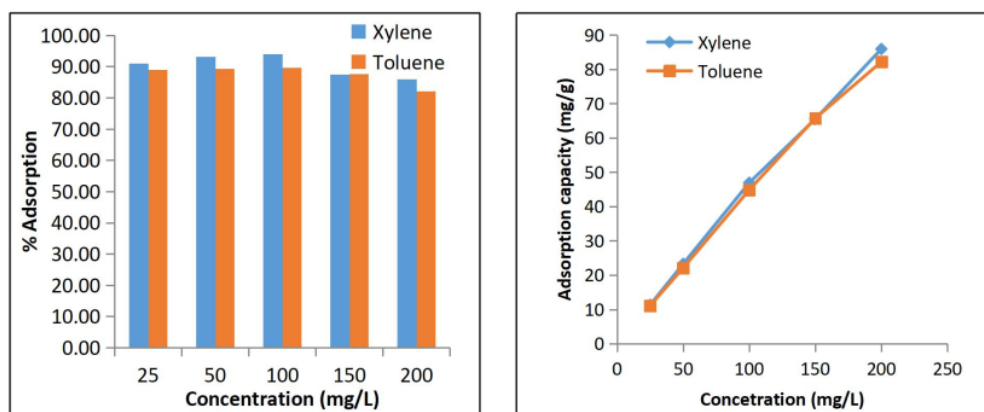 % Adsorption
100.00
90.00
80.00
70.00
60.00
50.00
40.00
30.00
20.00
10.00
0.00
Xylene
Toluene
25 50 100 150 200
Concentration (mg/L)
Adsorption capacity (mg/g)
90
80
70
60
50
40
30
20
10
0
Xylene
Toluene
0 50 100 150 200 250
Concetration (mg/L)